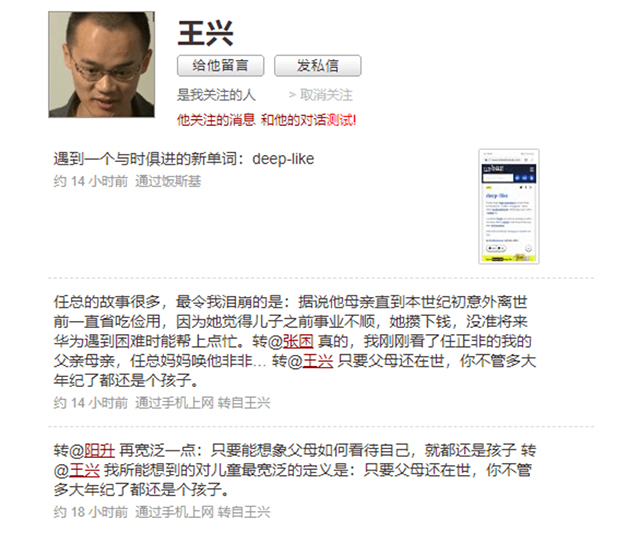 王兴
给他留言 发私信
是我关注的人 > 取消关注
他关注的消息 和他的对话测试!
遇到一个与时俱进的新单词：deep-like
约 14 小时前 通过饭斯基
任总的故事很多，最令我泪崩的是：据说他母亲直到本世纪初意外离世
前一直省吃俭用，因为她觉得儿子之前事业不顺，她攒下钱，没准将来
华为遇到困难时能帮上点忙。转@张困 真的，我刚刚看了任正非的我的
父亲母亲，任总妈妈唤他非非... 转@王兴 只要父母还在世，你不管多大
年纪了都还是个孩子。
约 14 小时前 通过手机上网 转自王兴
转@阳升 再宽泛一点：只要能想象父母如何看待自己，就都还是孩子 转
@王兴 我所能想到的对儿童最宽泛的定义是：只要父母还在世，你不管
多大年纪了都还是个孩子。
约 18 小时前 通过手机上网 转自王兴